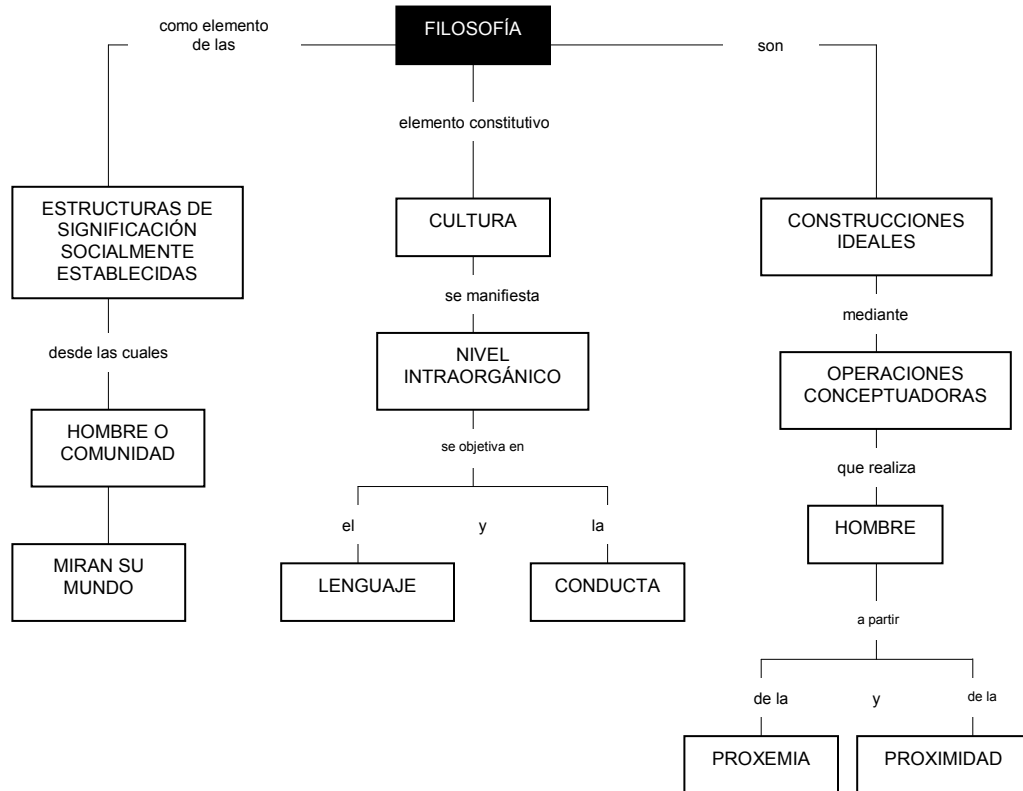 como elemento
de las
FILOSOFÍA
son
elemento constitutivo
ESTRUCTURAS DE
SIGNIFICACIÓN
SOCIALMENTE
ESTABLECIDAS
CULTURA
CONSTRUCCIONES
IDEALES
se manifiesta
mediante
desde las cuales
NIVEL
INTRAORGÁNICO
OPERACIONES
CONCEPTUADORAS
HOMBRE O
COMUNIDAD
se objetiva en
que realiza
el
y
la
HOMBRE
MIRAN SU
MUNDO
LENGUAJE
CONDUCTA
a partir
de la
y
de la
PROXEMIA
PROXIMIDAD